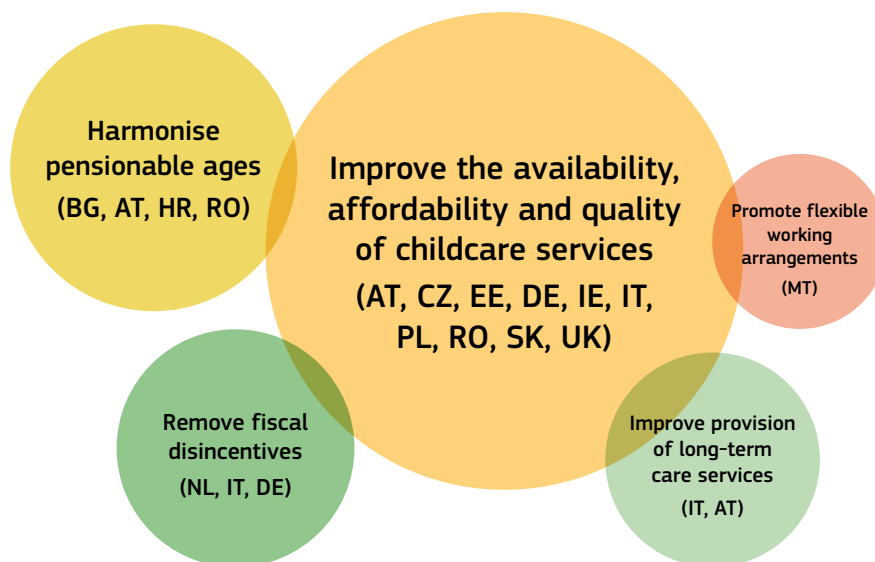 Harmonise
pensionable ages
(BG, AT, HR, RO)
Improve the availability,
affordability and quality
of childcare services
(AT, CZ, EE, DE, IE, IT,
PL, RO, SK, UK)
Promote flexible
working
arrangements
(MT)
Remove fiscal
disincentives
(NL, IT, DE)
Improve provision
of long-term
care services
(IT, AT)